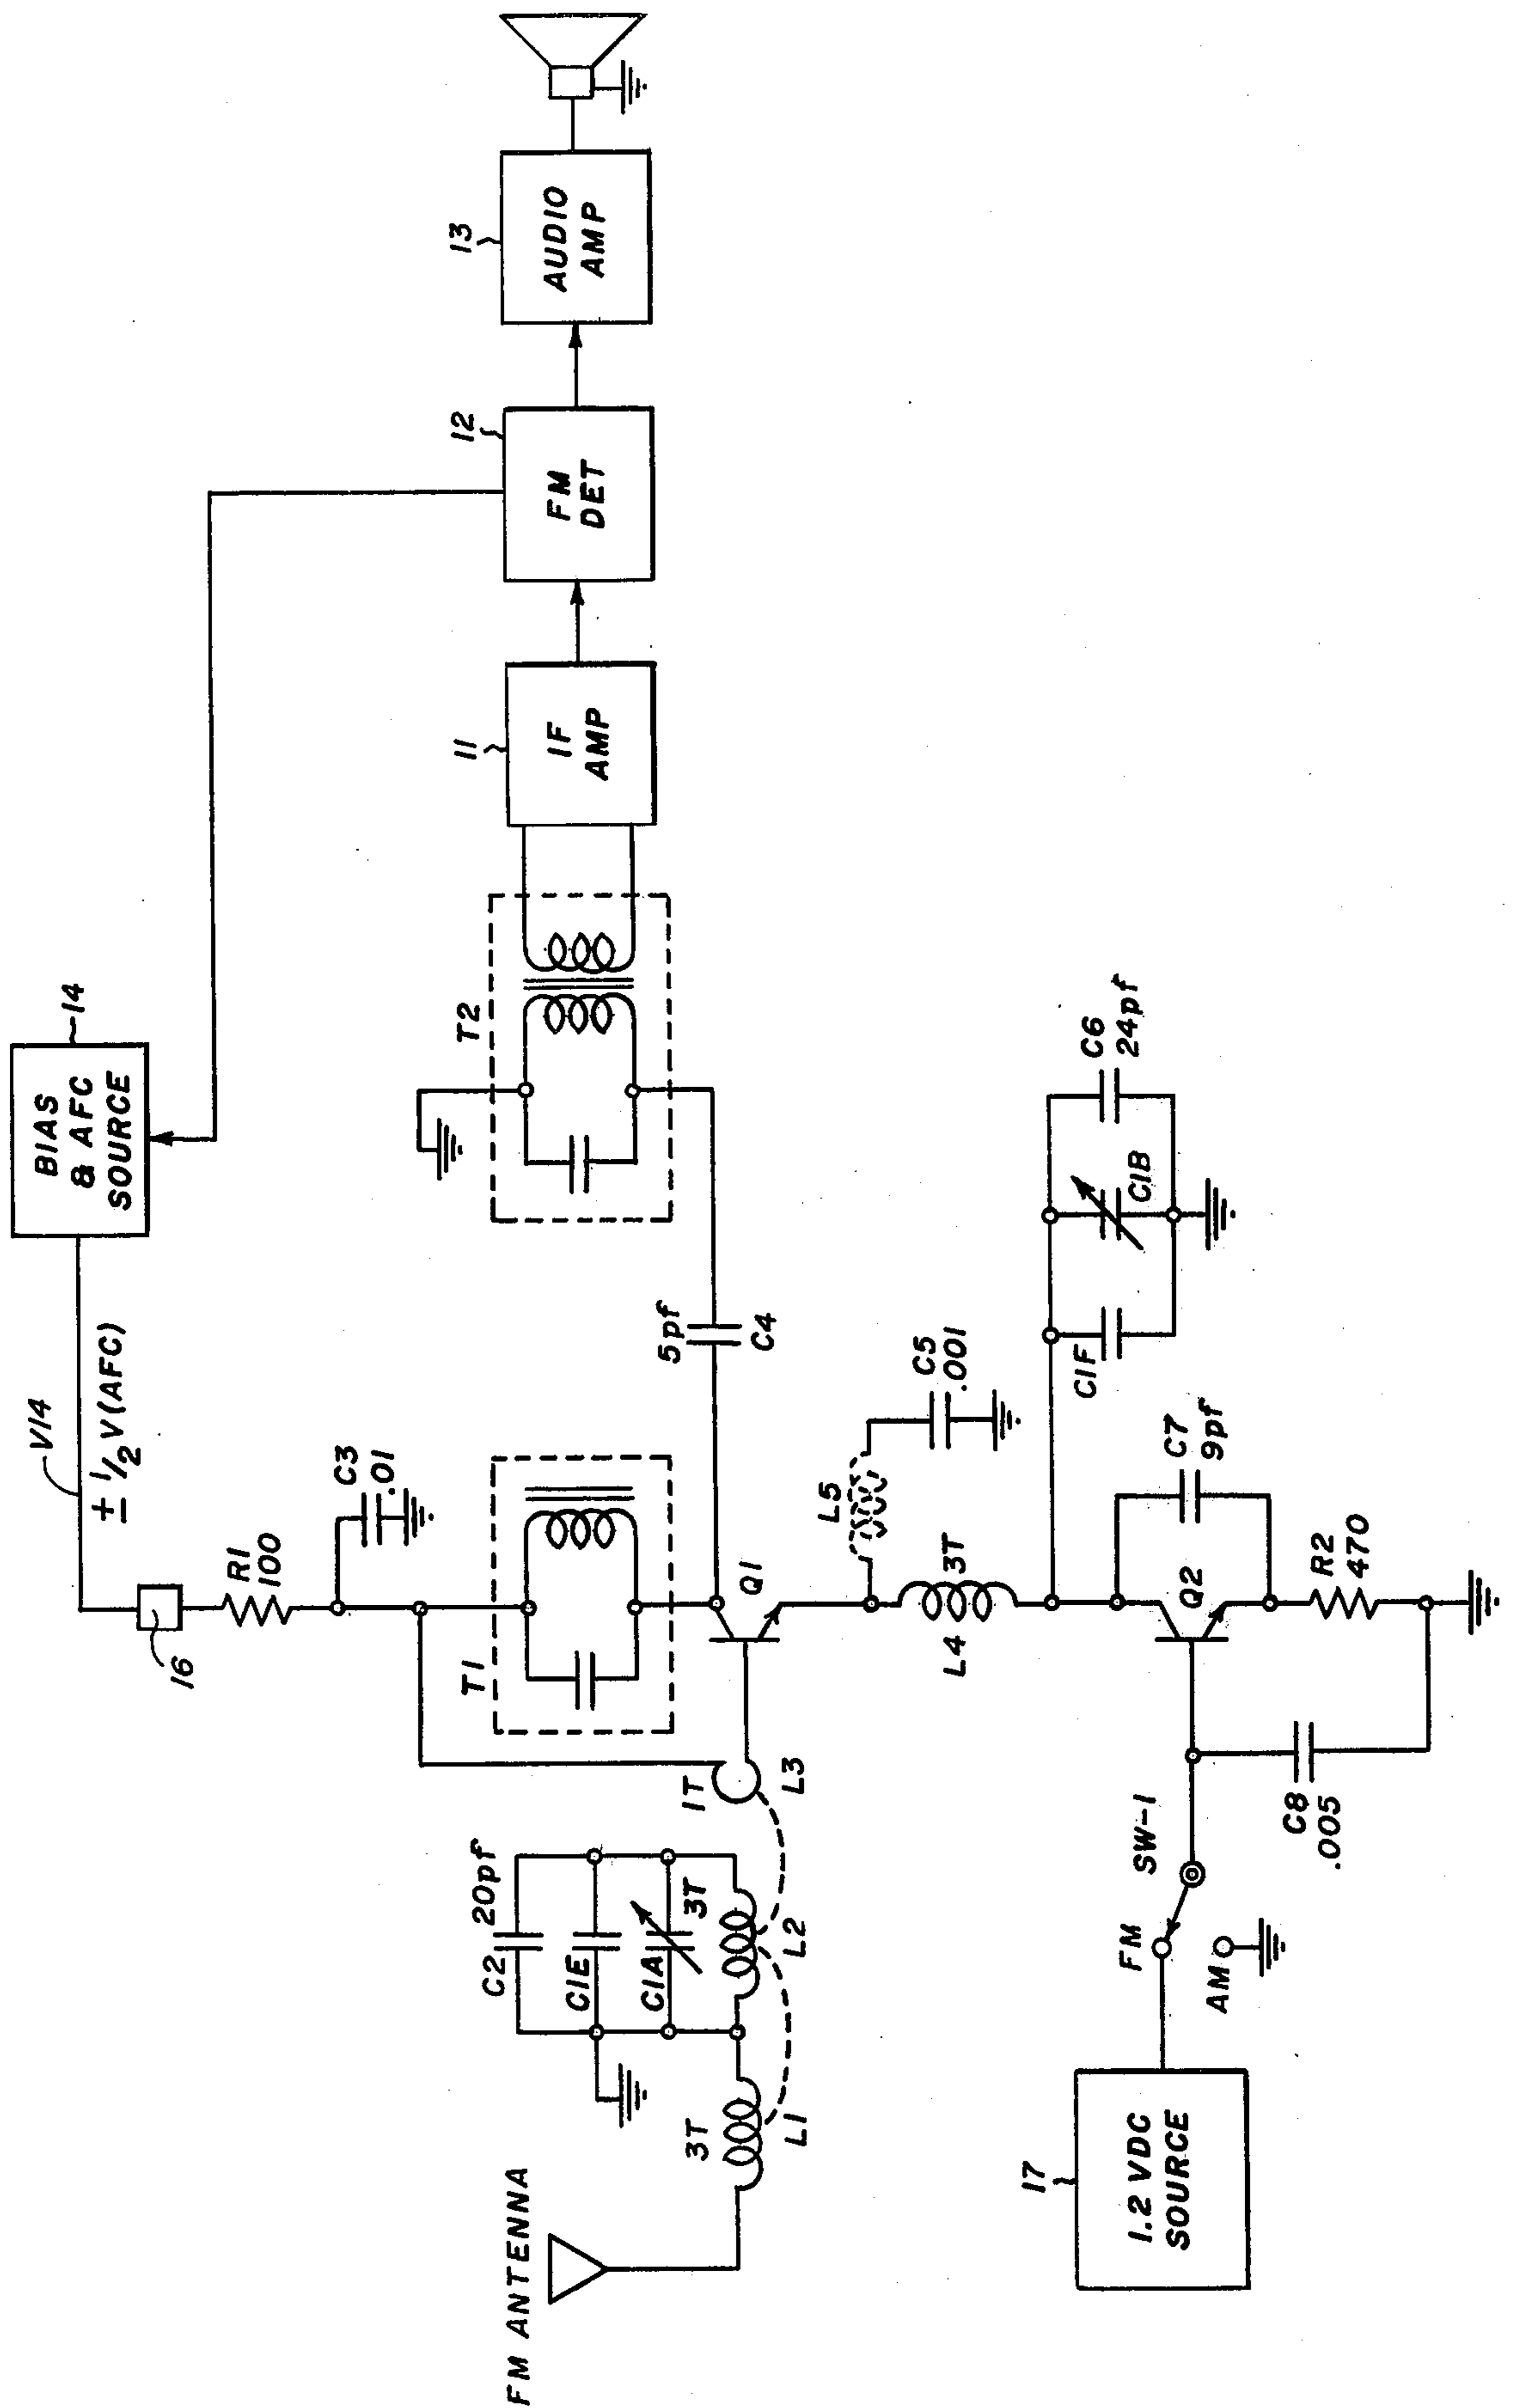 BIAS
& AFC
SOURCE
14
V14
± 1/2 V (AFC)
16
R1
100
C3
.01
T1
T2
11
IF
AMP
12
FM
DET
13
AUDIO
AMP
5pf
C4
Q1
1T
L3
FM ANTENNA
3T
L1
C2
20pf
C1E
C1A
3T
L2
L5
C5
.001
L4
3T
C1F
C1B
C6
24pf
C7
9pf
Q2
R2
470
C8
.005
SW-1
FM
AM
17
1.2 VDC
SOURCE